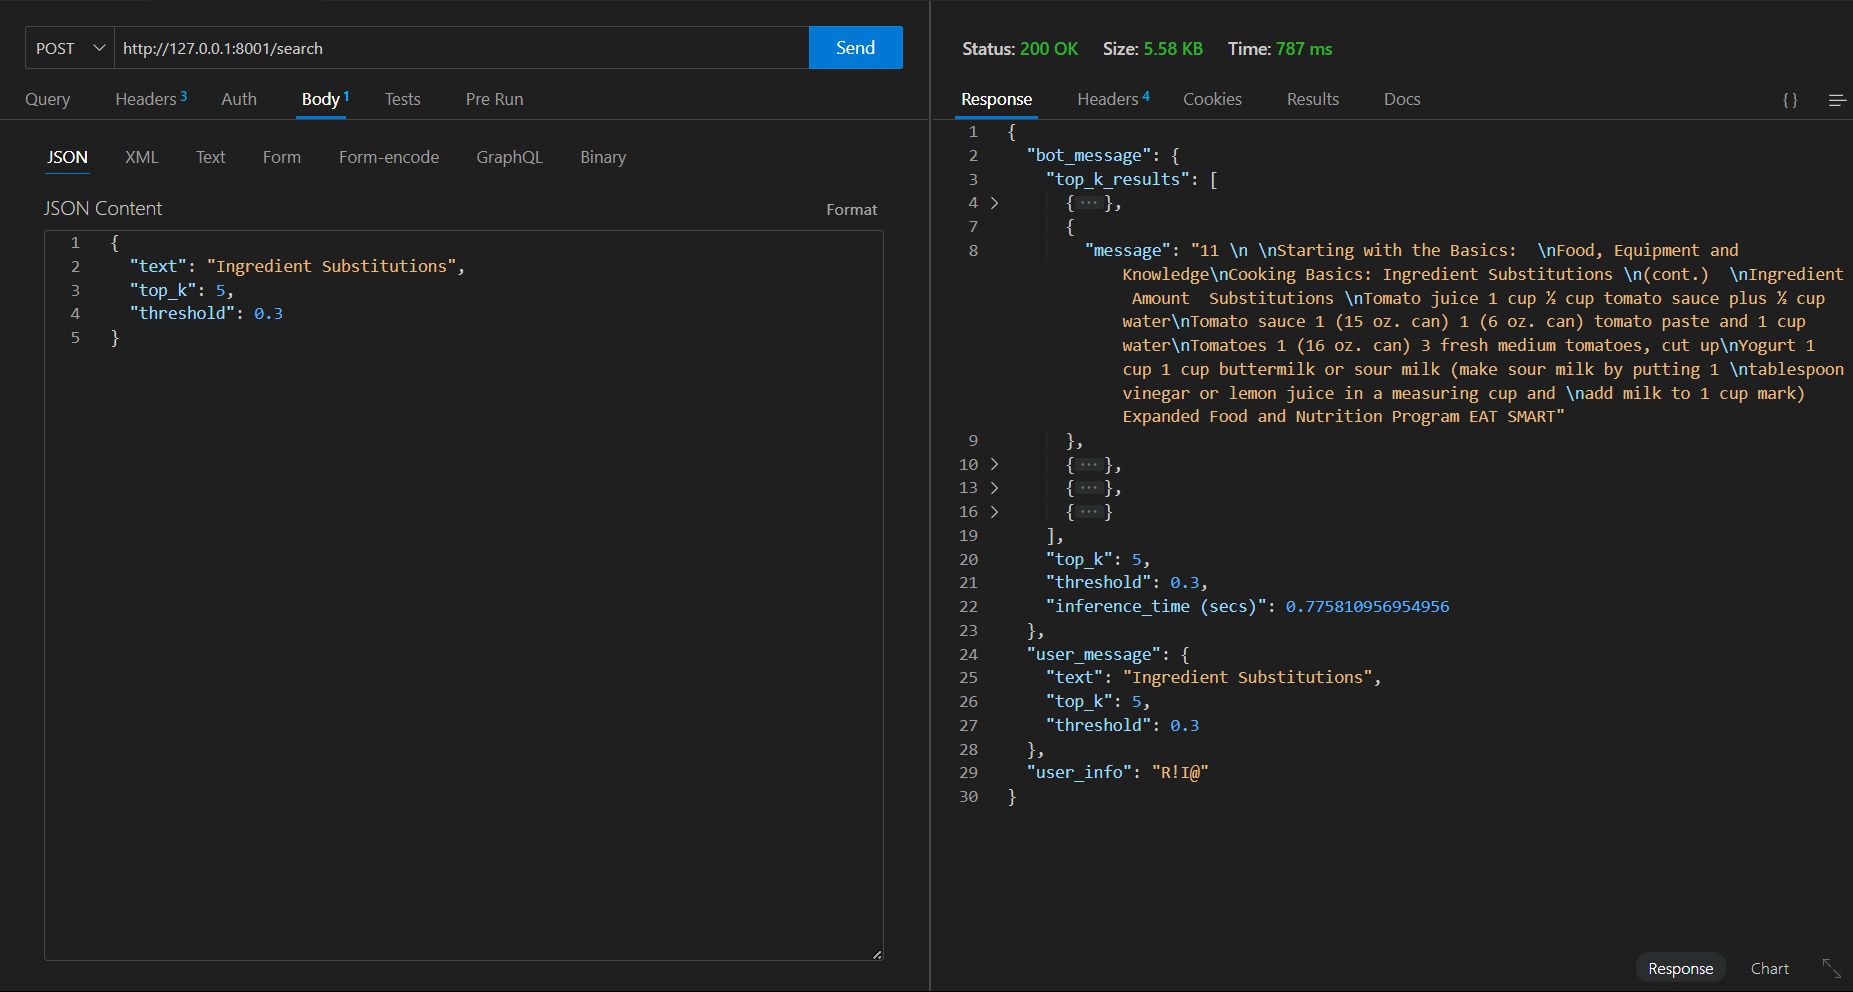 POST http://127.0.0.1:8001/search Send
Query Headers 3 Auth Body 1 Tests Pre Run
JSON XML Text Form Form-encode GraphQL Binary
JSON Content Format
1 {
2 "text": "Ingredient Substitutions",
3 "top_k": 5,
4 "threshold": 0.3
5 }
Status: 200 OK Size: 5.58 KB Time: 787 ms
Response Headers 4 Cookies Results Docs { }
1 {
2 "bot_message": {
3 "top_k_results": [
4 > {···},
7 {
8 "message": "11 \n \nStarting with the Basics:  \nFood, Equipment and
Knowledge\nCooking Basics: Ingredient Substitutions \n(cont.)  \nIngredient
Amount  Substitutions \nTomato juice 1 cup ½ cup tomato sauce plus ½ cup
water\nTomato sauce 1 (15 oz. can) 1 (6 oz. can) tomato paste and 1 cup
water\nTomatoes 1 (16 oz. can) 3 fresh medium tomatoes, cut up\nYogurt 1
cup 1 cup buttermilk or sour milk (make sour milk by putting 1 \ntablespoon
vinegar or lemon juice in a measuring cup and \nadd milk to 1 cup mark)
Expanded Food and Nutrition Program EAT SMART"
9 },
10 > {···},
13 > {···},
16 > {···}
19 ],
20 "top_k": 5,
21 "threshold": 0.3,
22 "inference_time (secs)": 0.775810956954956
23 },
24 "user_message": {
25 "text": "Ingredient Substitutions",
26 "top_k": 5,
27 "threshold": 0.3
28 },
29 "user_info": "R!I@"
30 }
Response Chart